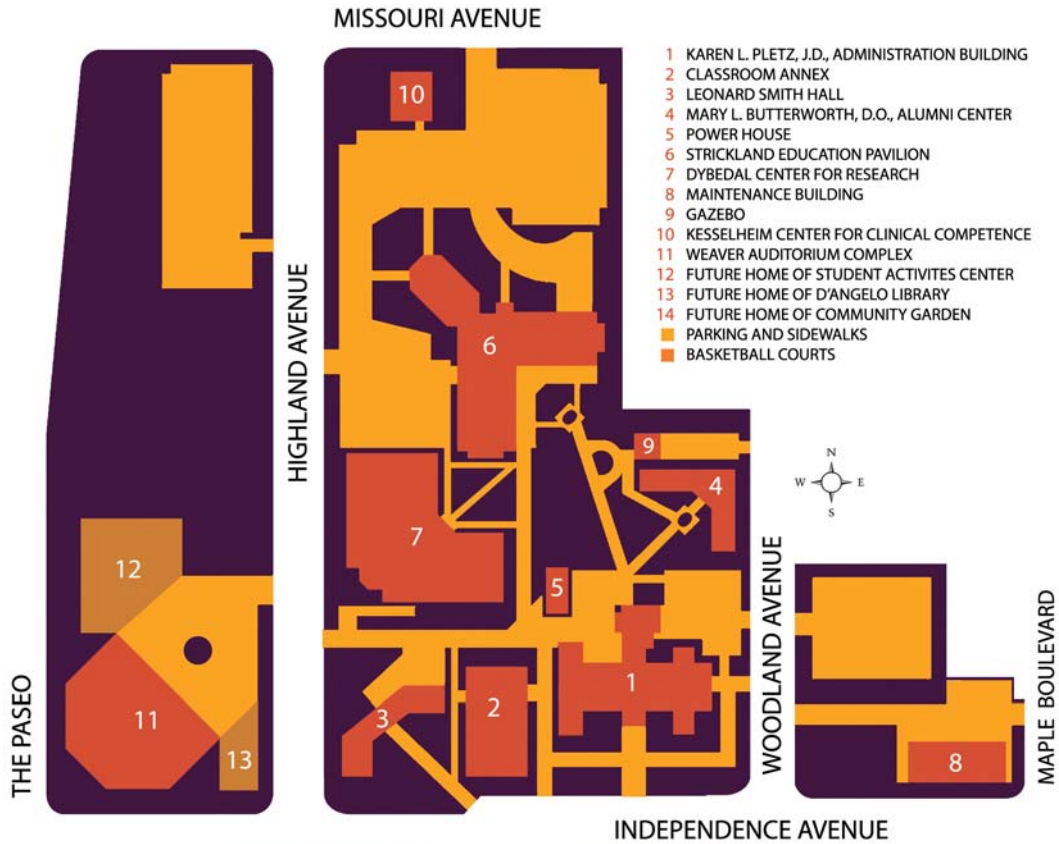 MISSOURI AVENUE
1 KAREN L. PLETZ, J.D., ADMINISTRATION BUILDING
2 CLASSROOM ANNEX
3 LEONARD SMITH HALL
4 MARY L. BUTTERWORTH, D.O., ALUMNI CENTER
5 POWER HOUSE
6 STRICKLAND EDUCATION PAVILION
7 DYBEDAL CENTER FOR RESEARCH
8 MAINTENANCE BUILDING
9 GAZEBO
10 KESSELHEIM CENTER FOR CLINICAL COMPETENCE
11 WEAVER AUDITORIUM COMPLEX
12 FUTURE HOME OF STUDENT ACTIVITES CENTER
13 FUTURE HOME OF D'ANGELO LIBRARY
14 FUTURE HOME OF COMMUNITY GARDEN
PARKING AND SIDEWALKS
BASKETBALL COURTS
10
HIGHLAND AVENUE
6
9
4
N
W E
S
7
12
5
WOODLAND AVENUE
MAPLE BOULEVARD
THE PASEO
11
3
2
1
13
8
INDEPENDENCE AVENUE